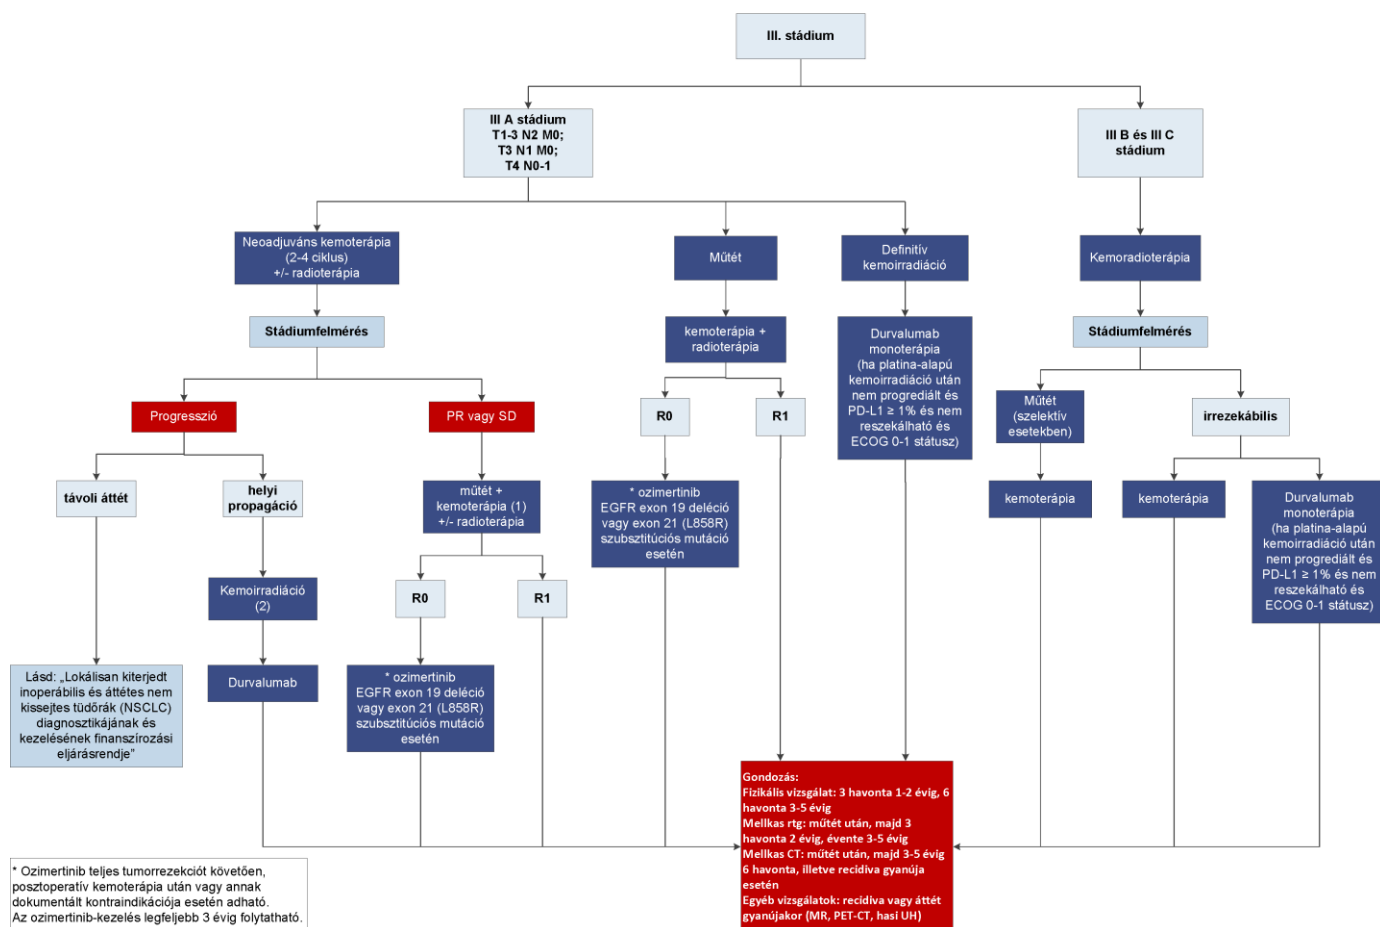 III. stádium
III A stádium
T1-3 N2 M0;
T3 N1 M0;
T4 N0-1
III B és III C
stádium
Neoadjuváns kemoterápia
(2-4 ciklus)
+/- radioterápia
Műtét
Definitív
kemoirradiáció
Kemoradioterápia
Stádiumfelmérés
kemoterápia +
radioterápia
Durvalumab
monoterápia
(ha platina-alapú
kemoirradiáció után
nem progrediált és
PD-L1 ≥ 1% és nem
reszekálható és
ECOG 0-1 státusz)
Stádiumfelmérés
Progresszió
PR vagy SD
R0
R1
Műtét
(szelektív
esetekben)
irrezekábilis
távoli áttét
helyi
propagáció
műtét +
kemoterápia (1)
+/- radioterápia
* ozimertinib
EGFR exon 19 deléció
vagy exon 21 (L858R)
szubsztitúciós mutáció
esetén
kemoterápia
kemoterápia
Durvalumab
monoterápia
(ha platina-alapú
kemoirradiáció után
nem progrediált és
PD-L1 ≥ 1% és nem
reszekálható és
ECOG 0-1 státusz)
Kemoirradiáció
(2)
R0
R1
Lásd: „Lokálisan kiterjedt
inoperábilis és áttétes nem
kissejtes tüdőrák (NSCLC)
diagnosztikájának és
kezelésének finanszírozási
eljárásrendje”
Durvalumab
* ozimertinib
EGFR exon 19 deléció
vagy exon 21 (L858R)
szubsztitúciós mutáció
esetén
Gondozás:
Fizikális vizsgálat: 3 havonta 1-2 évig, 6
havonta 3-5 évig
Mellkas rtg: műtét után, majd 3
havonta 2 évig, évente 3-5 évig
Mellkas CT: műtét után, majd 3-5 évig
6 havonta, illetve recidiva gyanúja
esetén
Egyéb vizsgálatok: recidiva vagy áttét
gyanújakor (MR, PET-CT, hasi UH)
* Ozimertinib teljes tumorrezekciót követően,
posztoperatív kemoterápia után vagy annak
dokumentált kontraindikációja esetén adható.
Az ozimertinib-kezelés legfeljebb 3 évig folytatható.